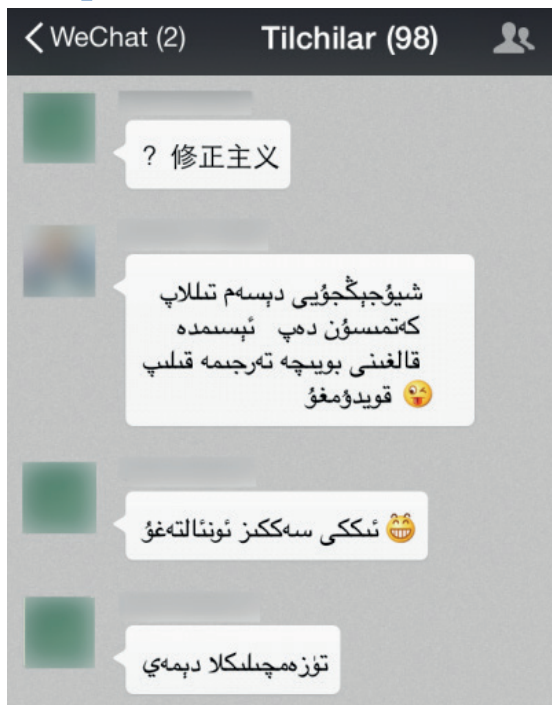 WeChat (2) Tilchilar (98)
? 修正主义
شيۇجېڭجۇيى دېسەم تىللاپ
كەتمىسۇن دەپ ئېسىمدە
قالغىنى بويىچە تەرجىمە قىلىپ
😜 قويدۇمغۇ
😁 ئىككى سەككىز ئونئالتەغۇ
تۈزەمچىلىكلا دېمەي